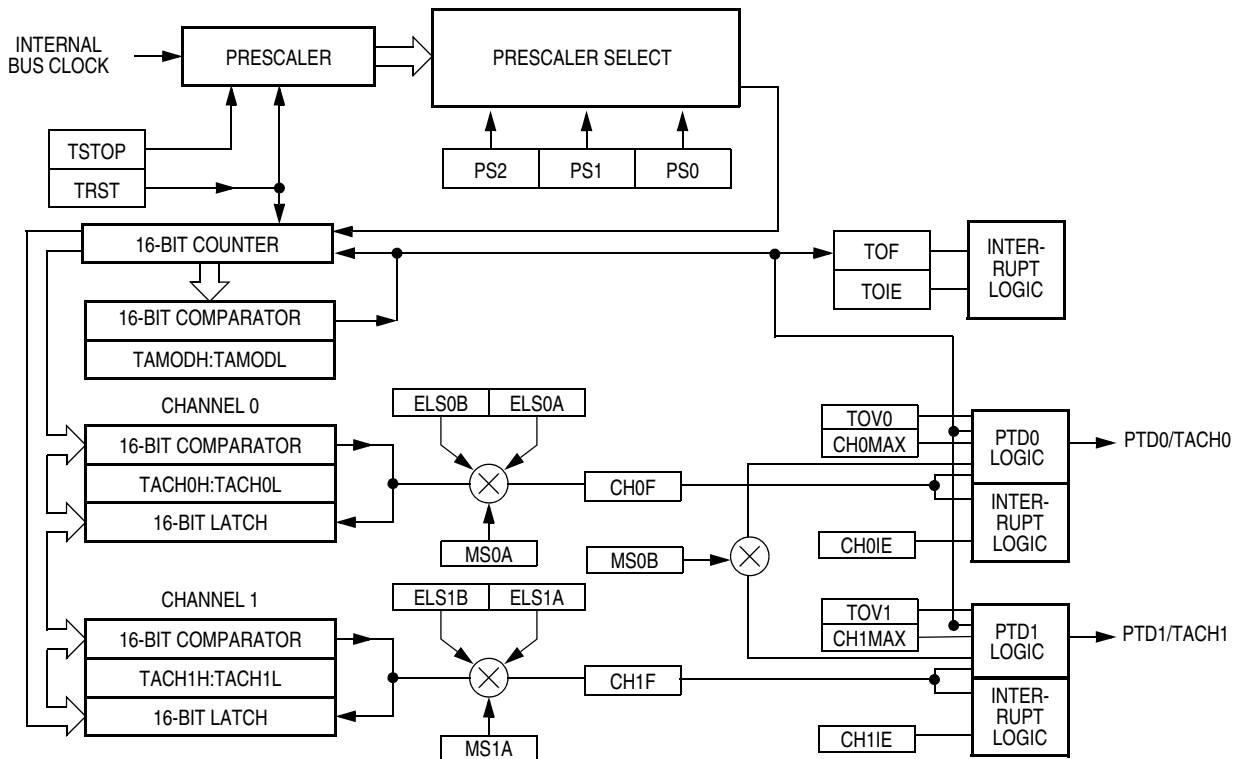 INTERNAL
BUS CLOCK
PRESCALER
PRESCALER SELECT
TSTOP
TRST
PS2
PS1
PS0
16-BIT COUNTER
TOF
TOIE
INTER-
RUPT
LOGIC
16-BIT COMPARATOR
TAMODH:TAMODL
CHANNEL 0
16-BIT COMPARATOR
TACH0H:TACH0L
16-BIT LATCH
ELS0B
ELS0A
MS0A
CH0F
TOV0
CH0MAX
PTD0
LOGIC
PTD0/TACH0
INTER-
RUPT
LOGIC
CH0IE
MS0B
CHANNEL 1
16-BIT COMPARATOR
TACH1H:TACH1L
16-BIT LATCH
ELS1B
ELS1A
MS1A
CH1F
TOV1
CH1MAX
PTD1
LOGIC
PTD1/TACH1
INTER-
RUPT
LOGIC
CH1IE